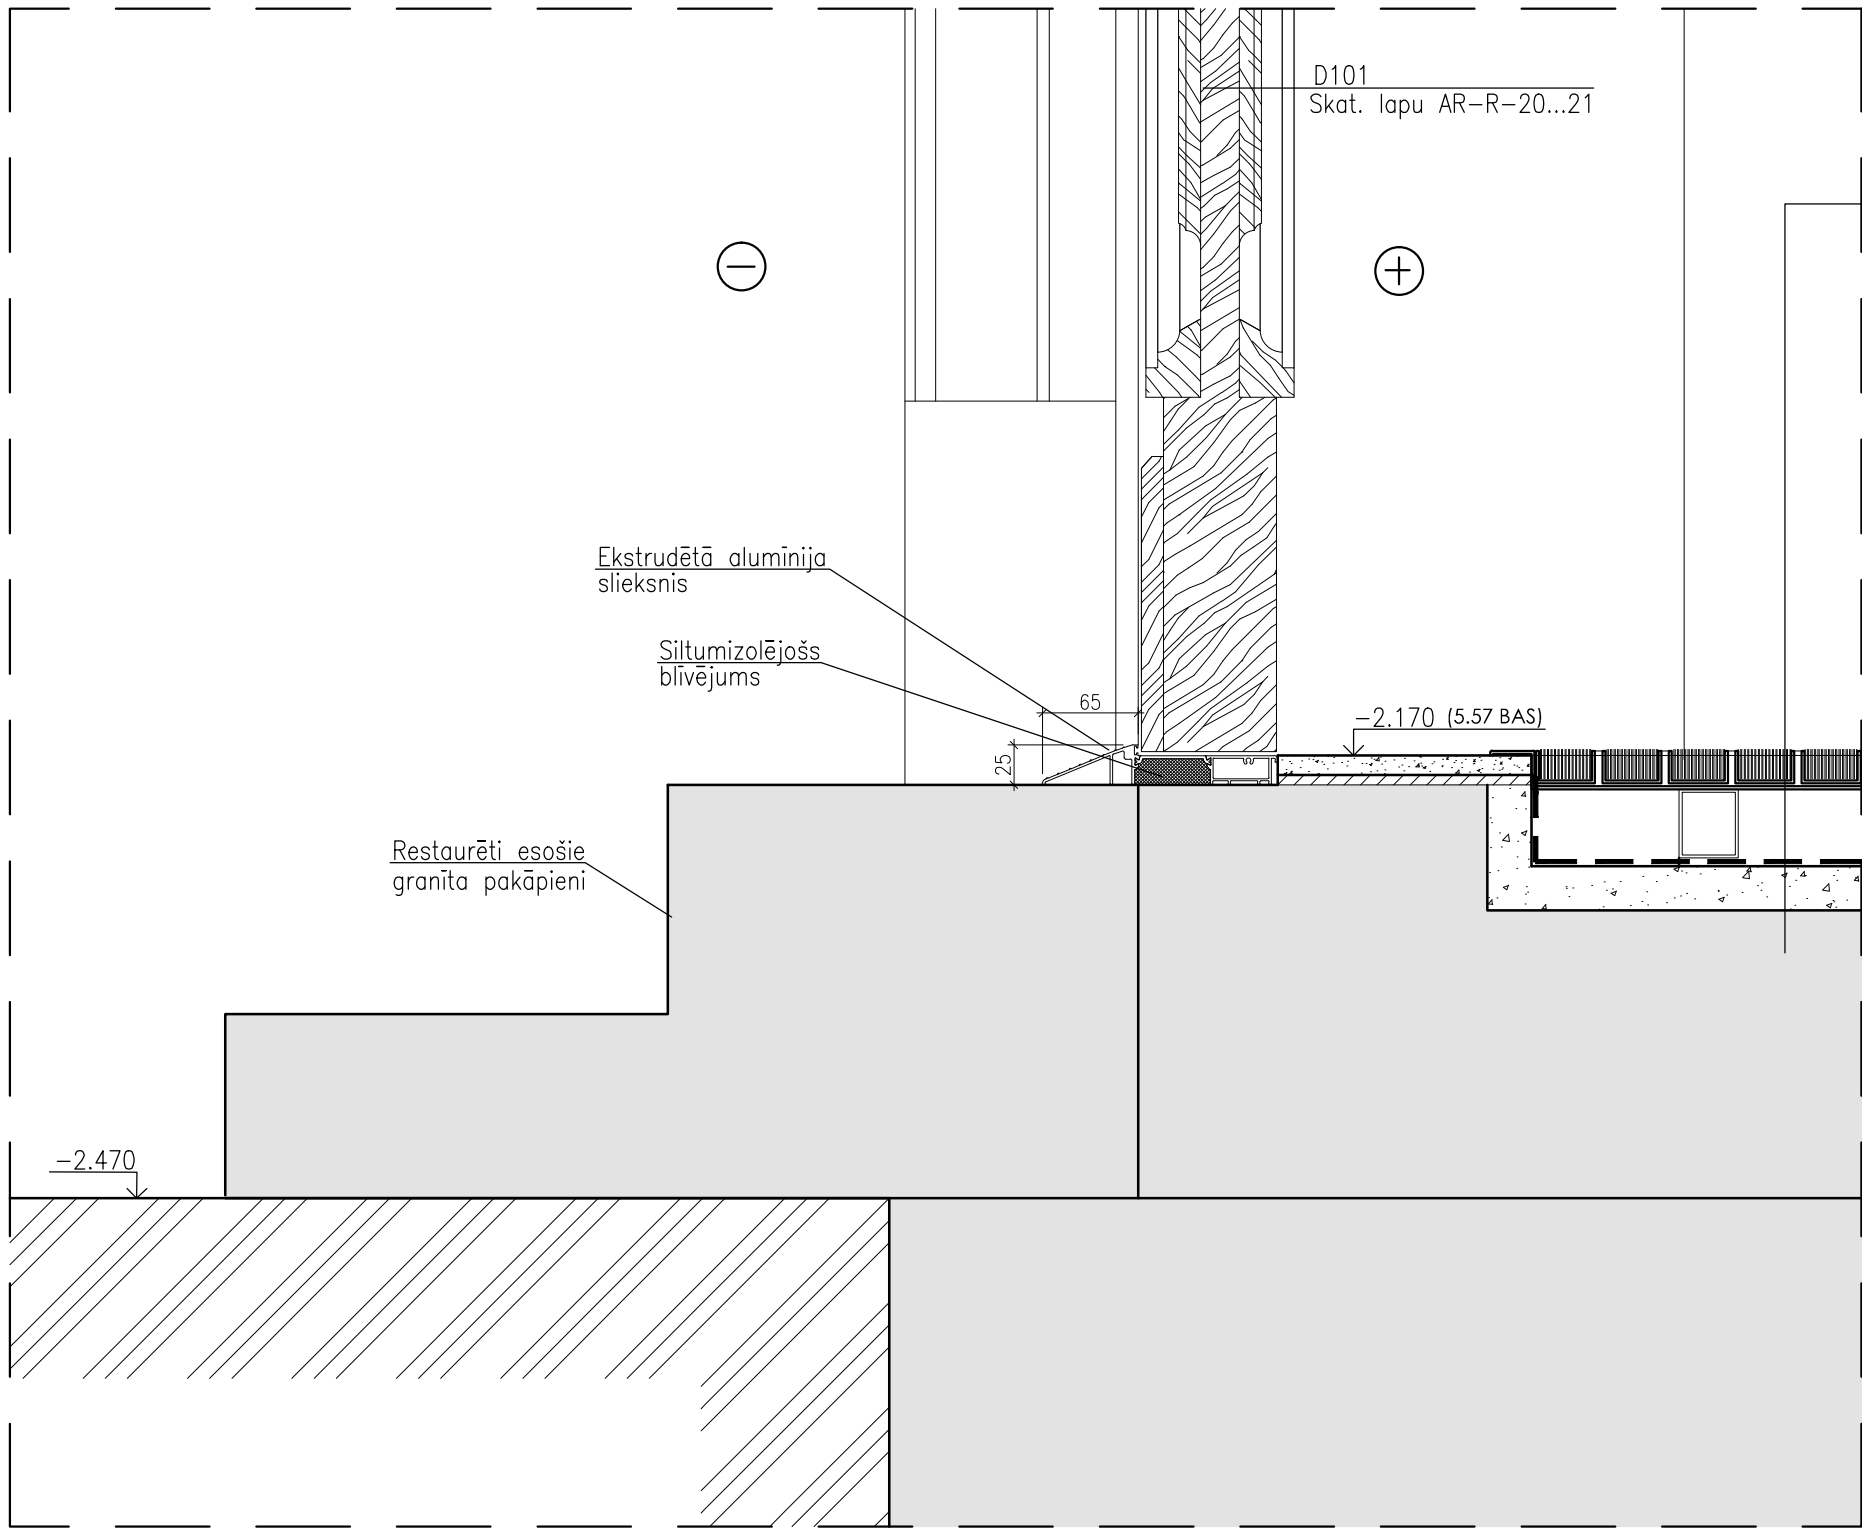 D101
Skat. lapu AR-R-20...21
Ekstrudētā alumīnija
slieksnis
Siltumizolējošs
blīvējums
65
25
-2.170 (5.57 BAS)
Restaurēti esošie
granīta pakāpieni
-2.470